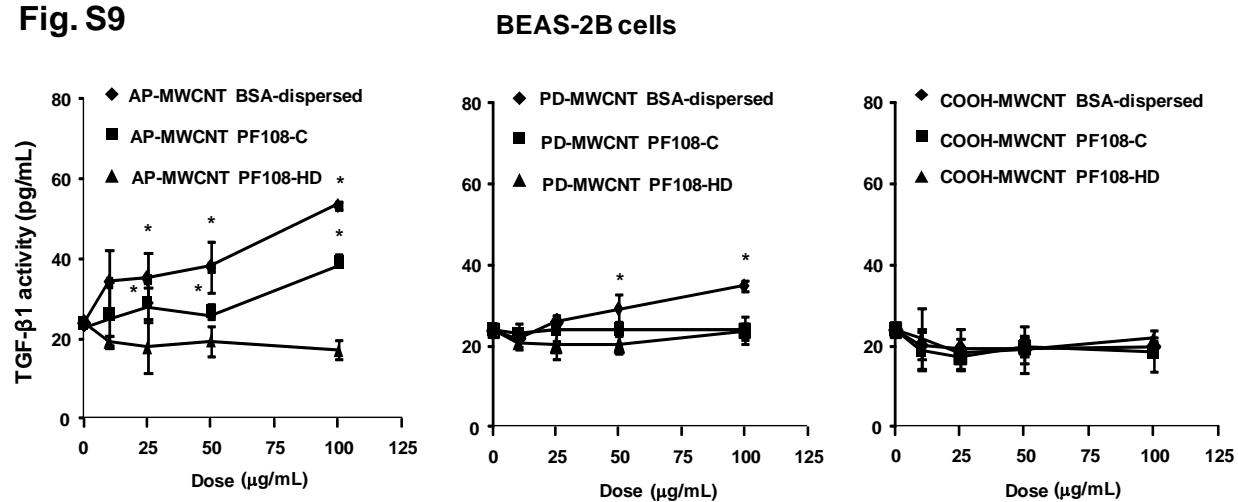 Fig. S9
BEAS-2B cells
TGF-β1 activity (pg/mL)
80
60
40
20
0
AP-MWCNT BSA-dispersed
AP-MWCNT PF108-C
AP-MWCNT PF108-HD
*
*
*
*
*
*
0 25 50 75 100 125
Dose (µg/mL)
80
60
40
20
0
PD-MWCNT BSA-dispersed
PD-MWCNT PF108-C
PD-MWCNT PF108-HD
*
*
0 25 50 75 100 125
Dose (µg/mL)
80
60
40
20
0
COOH-MWCNT BSA-dispersed
COOH-MWCNT PF108-C
COOH-MWCNT PF108-HD
0 25 50 75 100 125
Dose (µg/mL)